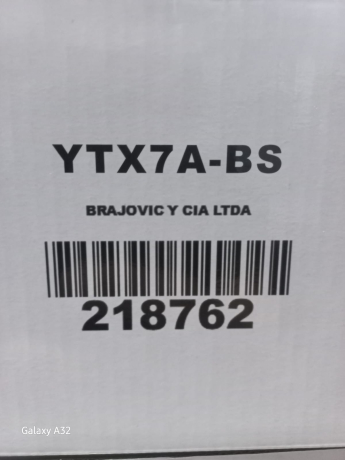 YTX7A-BS
BRAJOVIC Y CIA LTDA
218762
Galaxy A32